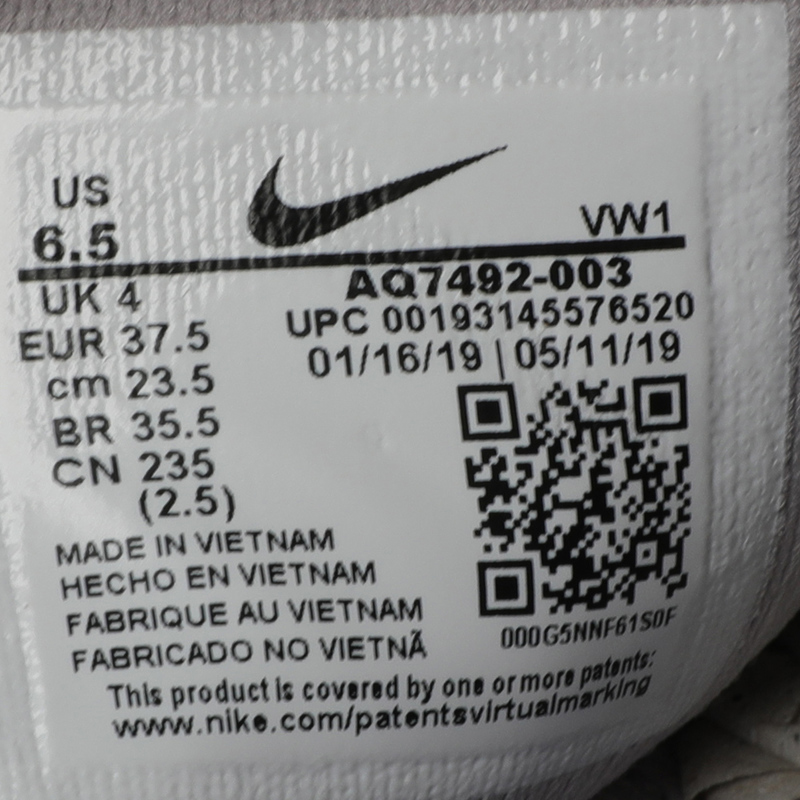 US
6.5
VW1
UK 4
EUR 37.5
cm 23.5
BR 35.5
CN 235
(2.5)
AQ7492-003
UPC 00193145576520
01/16/19 | 05/11/19
000G5NNF61S0F
MADE IN VIETNAM
HECHO EN VIETNAM
FABRIQUE AU VIETNAM
FABRICADO NO VIETNÃ
This product is covered by one or more patents:
www.nike.com/patentsvirtualmarking